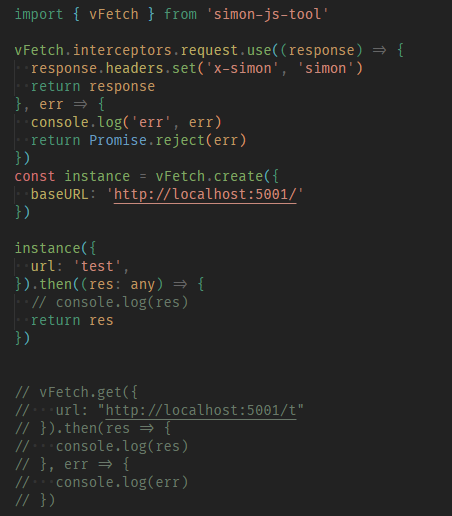 import { vFetch } from 'simon-js-tool'

vFetch.interceptors.request.use((response) => {
  response.headers.set('x-simon', 'simon')
  return response
}, err => {
  console.log('err', err)
  return Promise.reject(err)
})
const instance = vFetch.create({
  baseURL: 'http://localhost:5001/'
})

instance({
  url: 'test',
}).then((res: any) => {
  // console.log(res)
  return res
})


// vFetch.get({
//   url: "http://localhost:5001/t"
// }).then(res => {
//   console.log(res)
// }, err => {
//   console.log(err)
// })